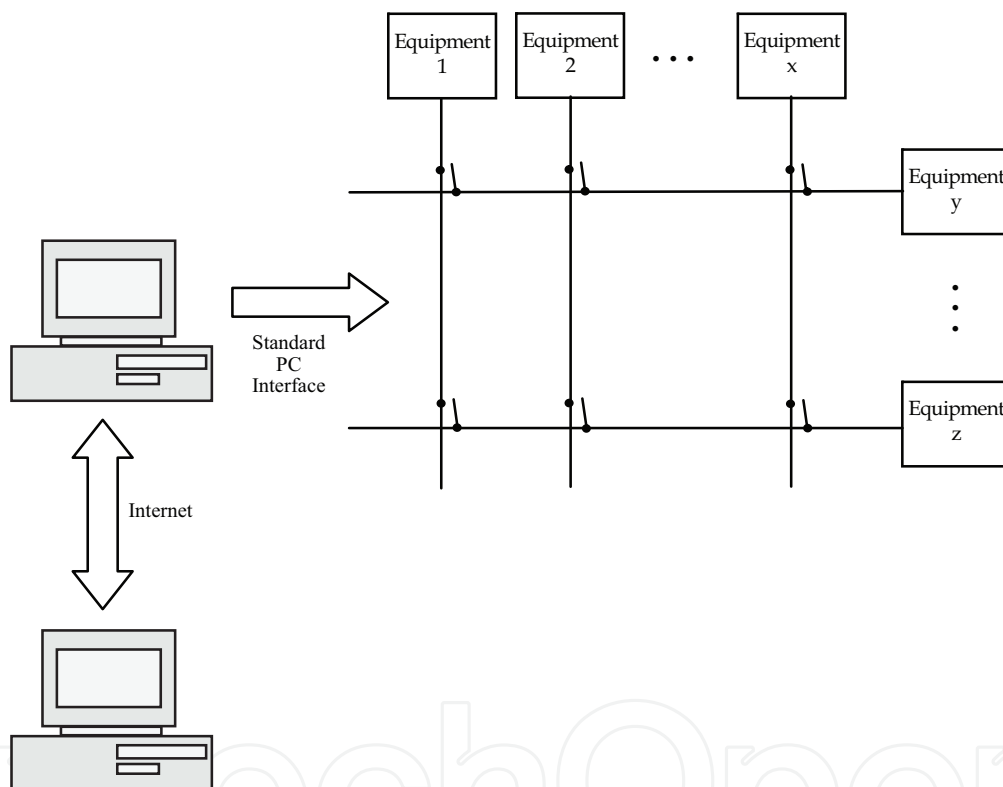 Equipment
1
Equipment
2
Equipment
x
Equipment
y
Standard
PC
Interface
Equipment
z
Internet